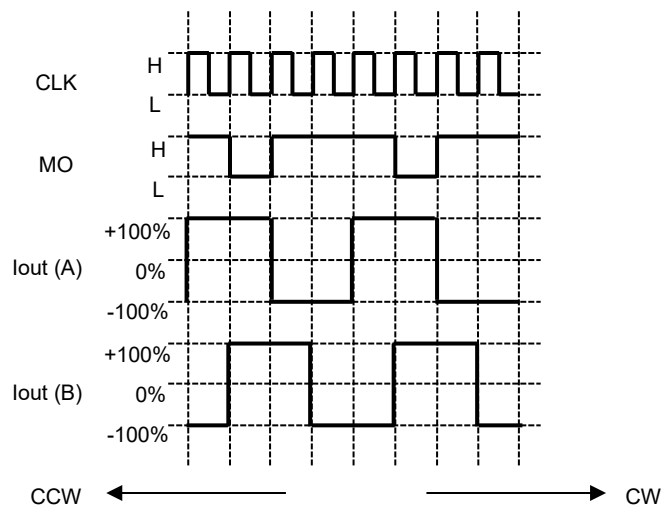 CLK
H
L
MO
H
L
Iout (A)
+100%
0%
-100%
Iout (B)
+100%
0%
-100%
CCW
CW